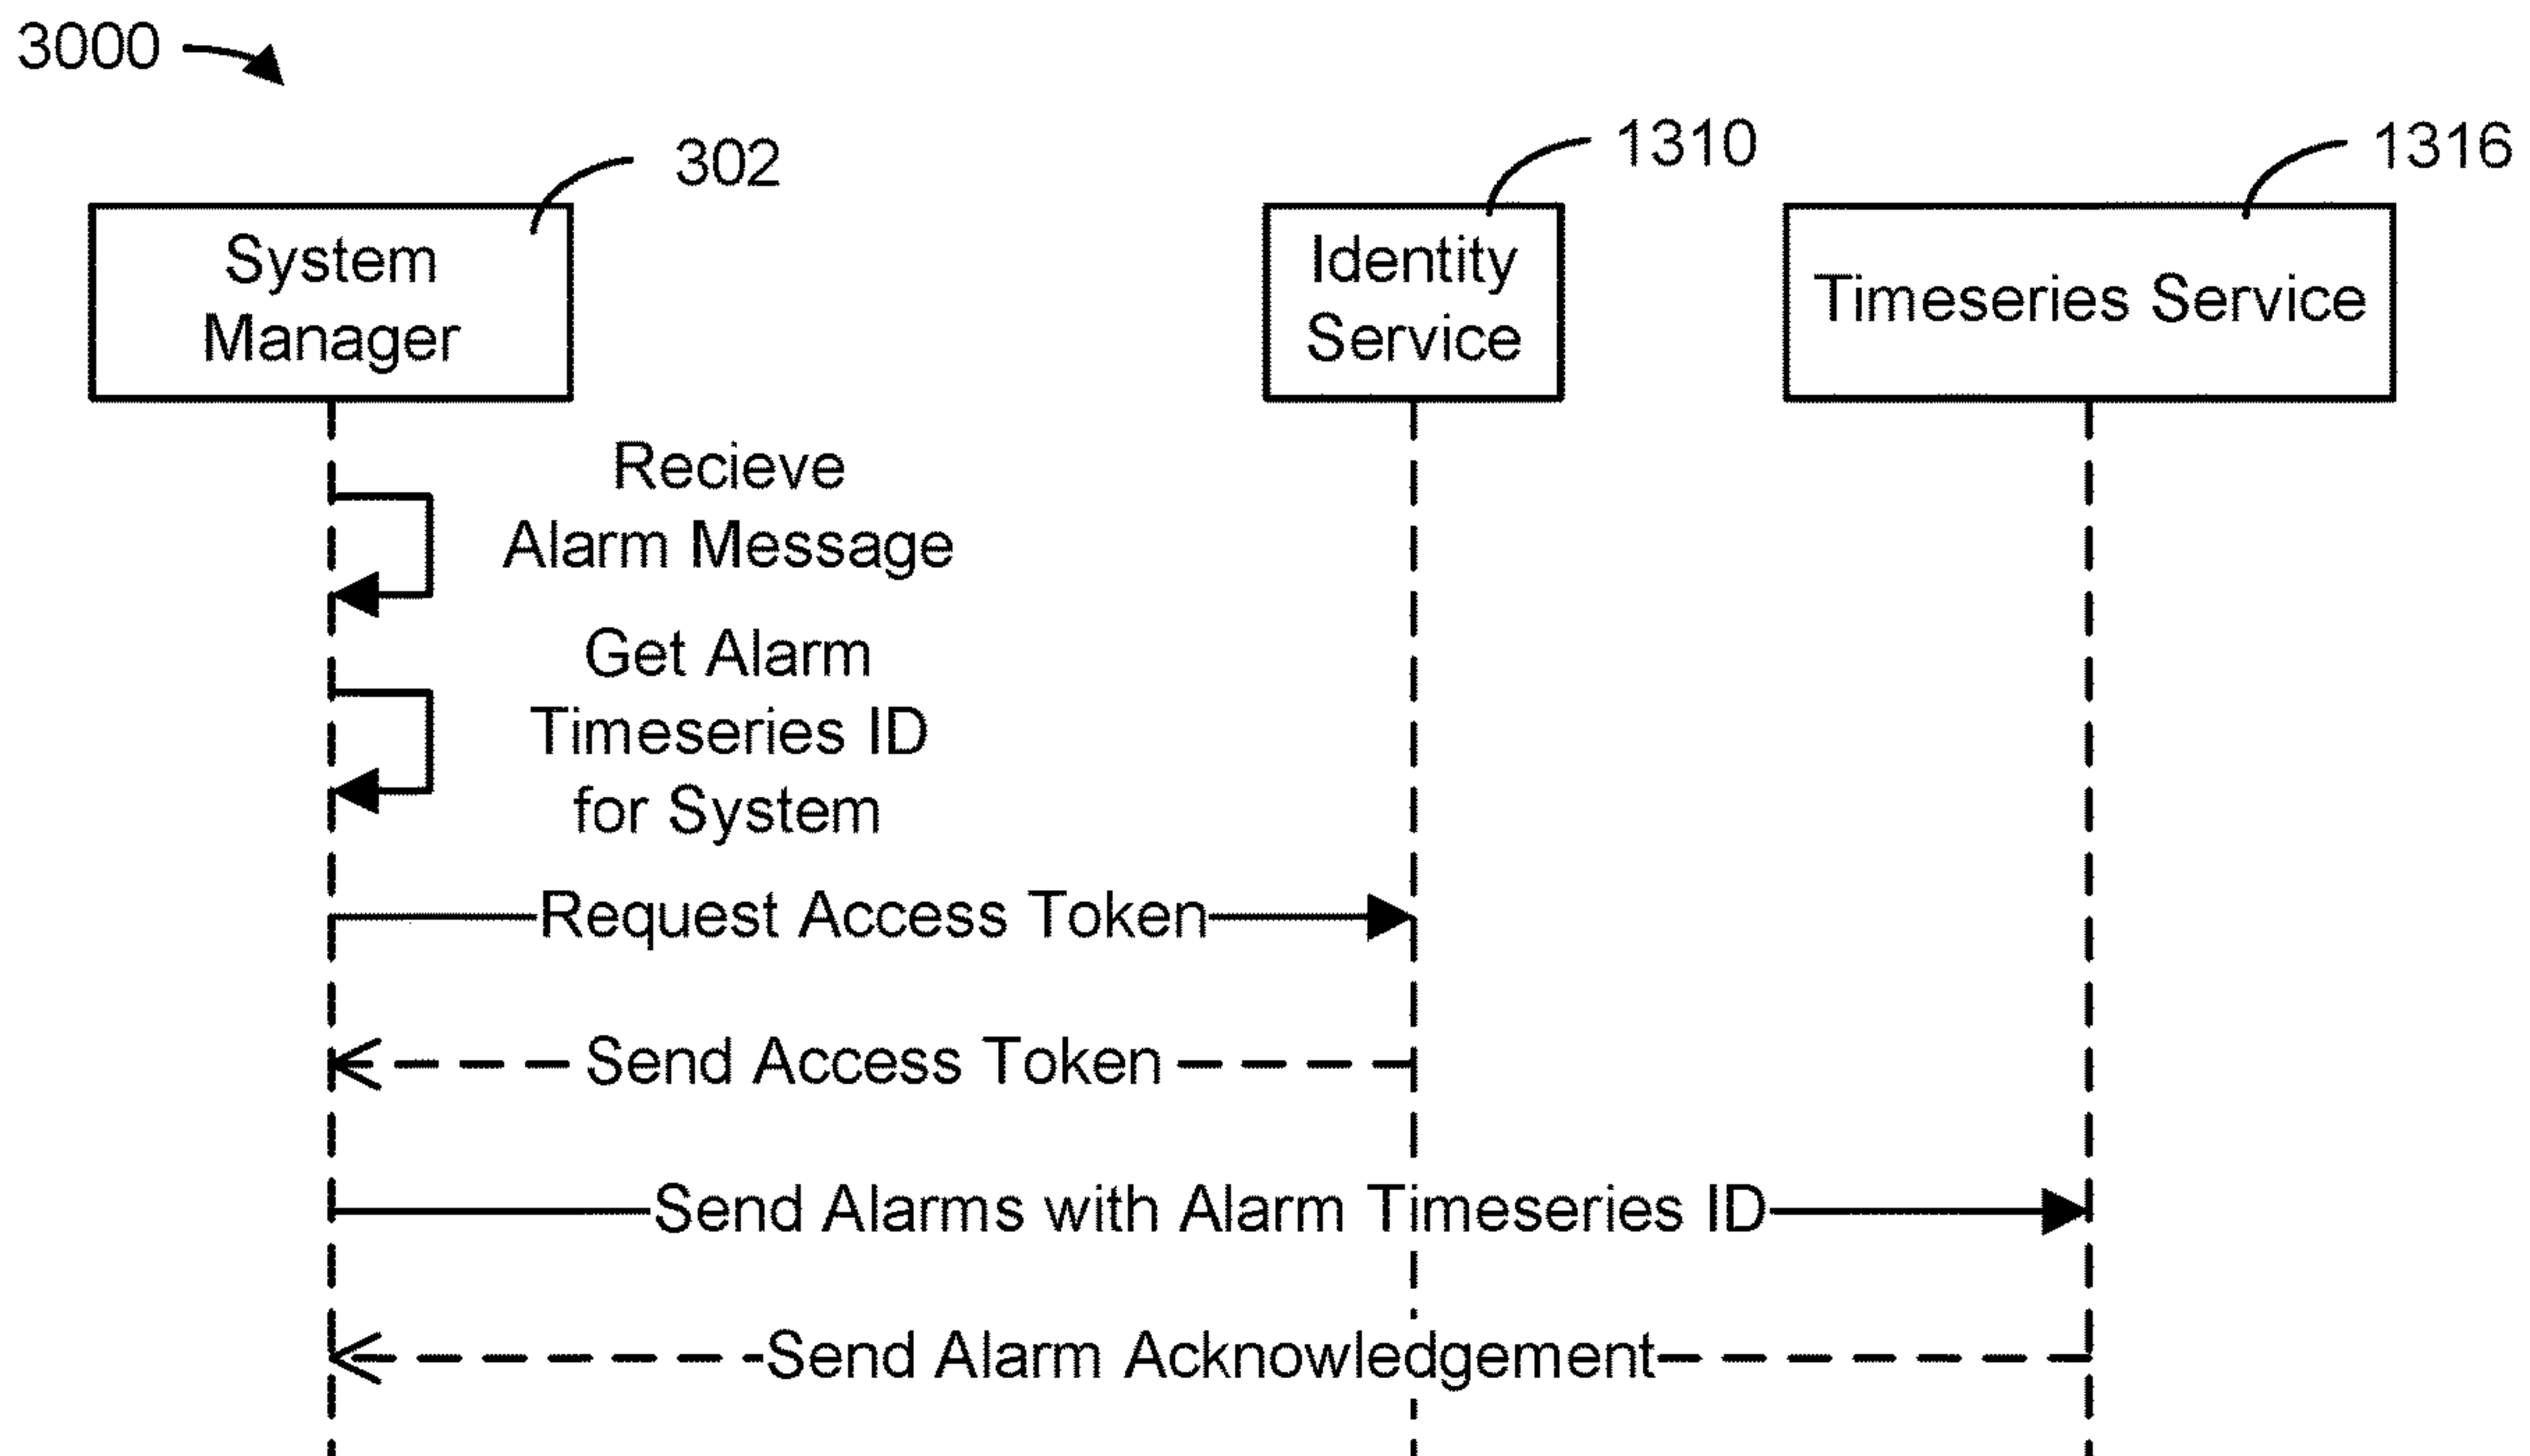 3000
302
1310
1316
System
Manager
Identity
Service
Timeseries Service
Recieve
Alarm Message
Get Alarm
Timeseries ID
for System
Request Access Token
Send Access Token
Send Alarms with Alarm Timeseries ID
Send Alarm Acknowledgement